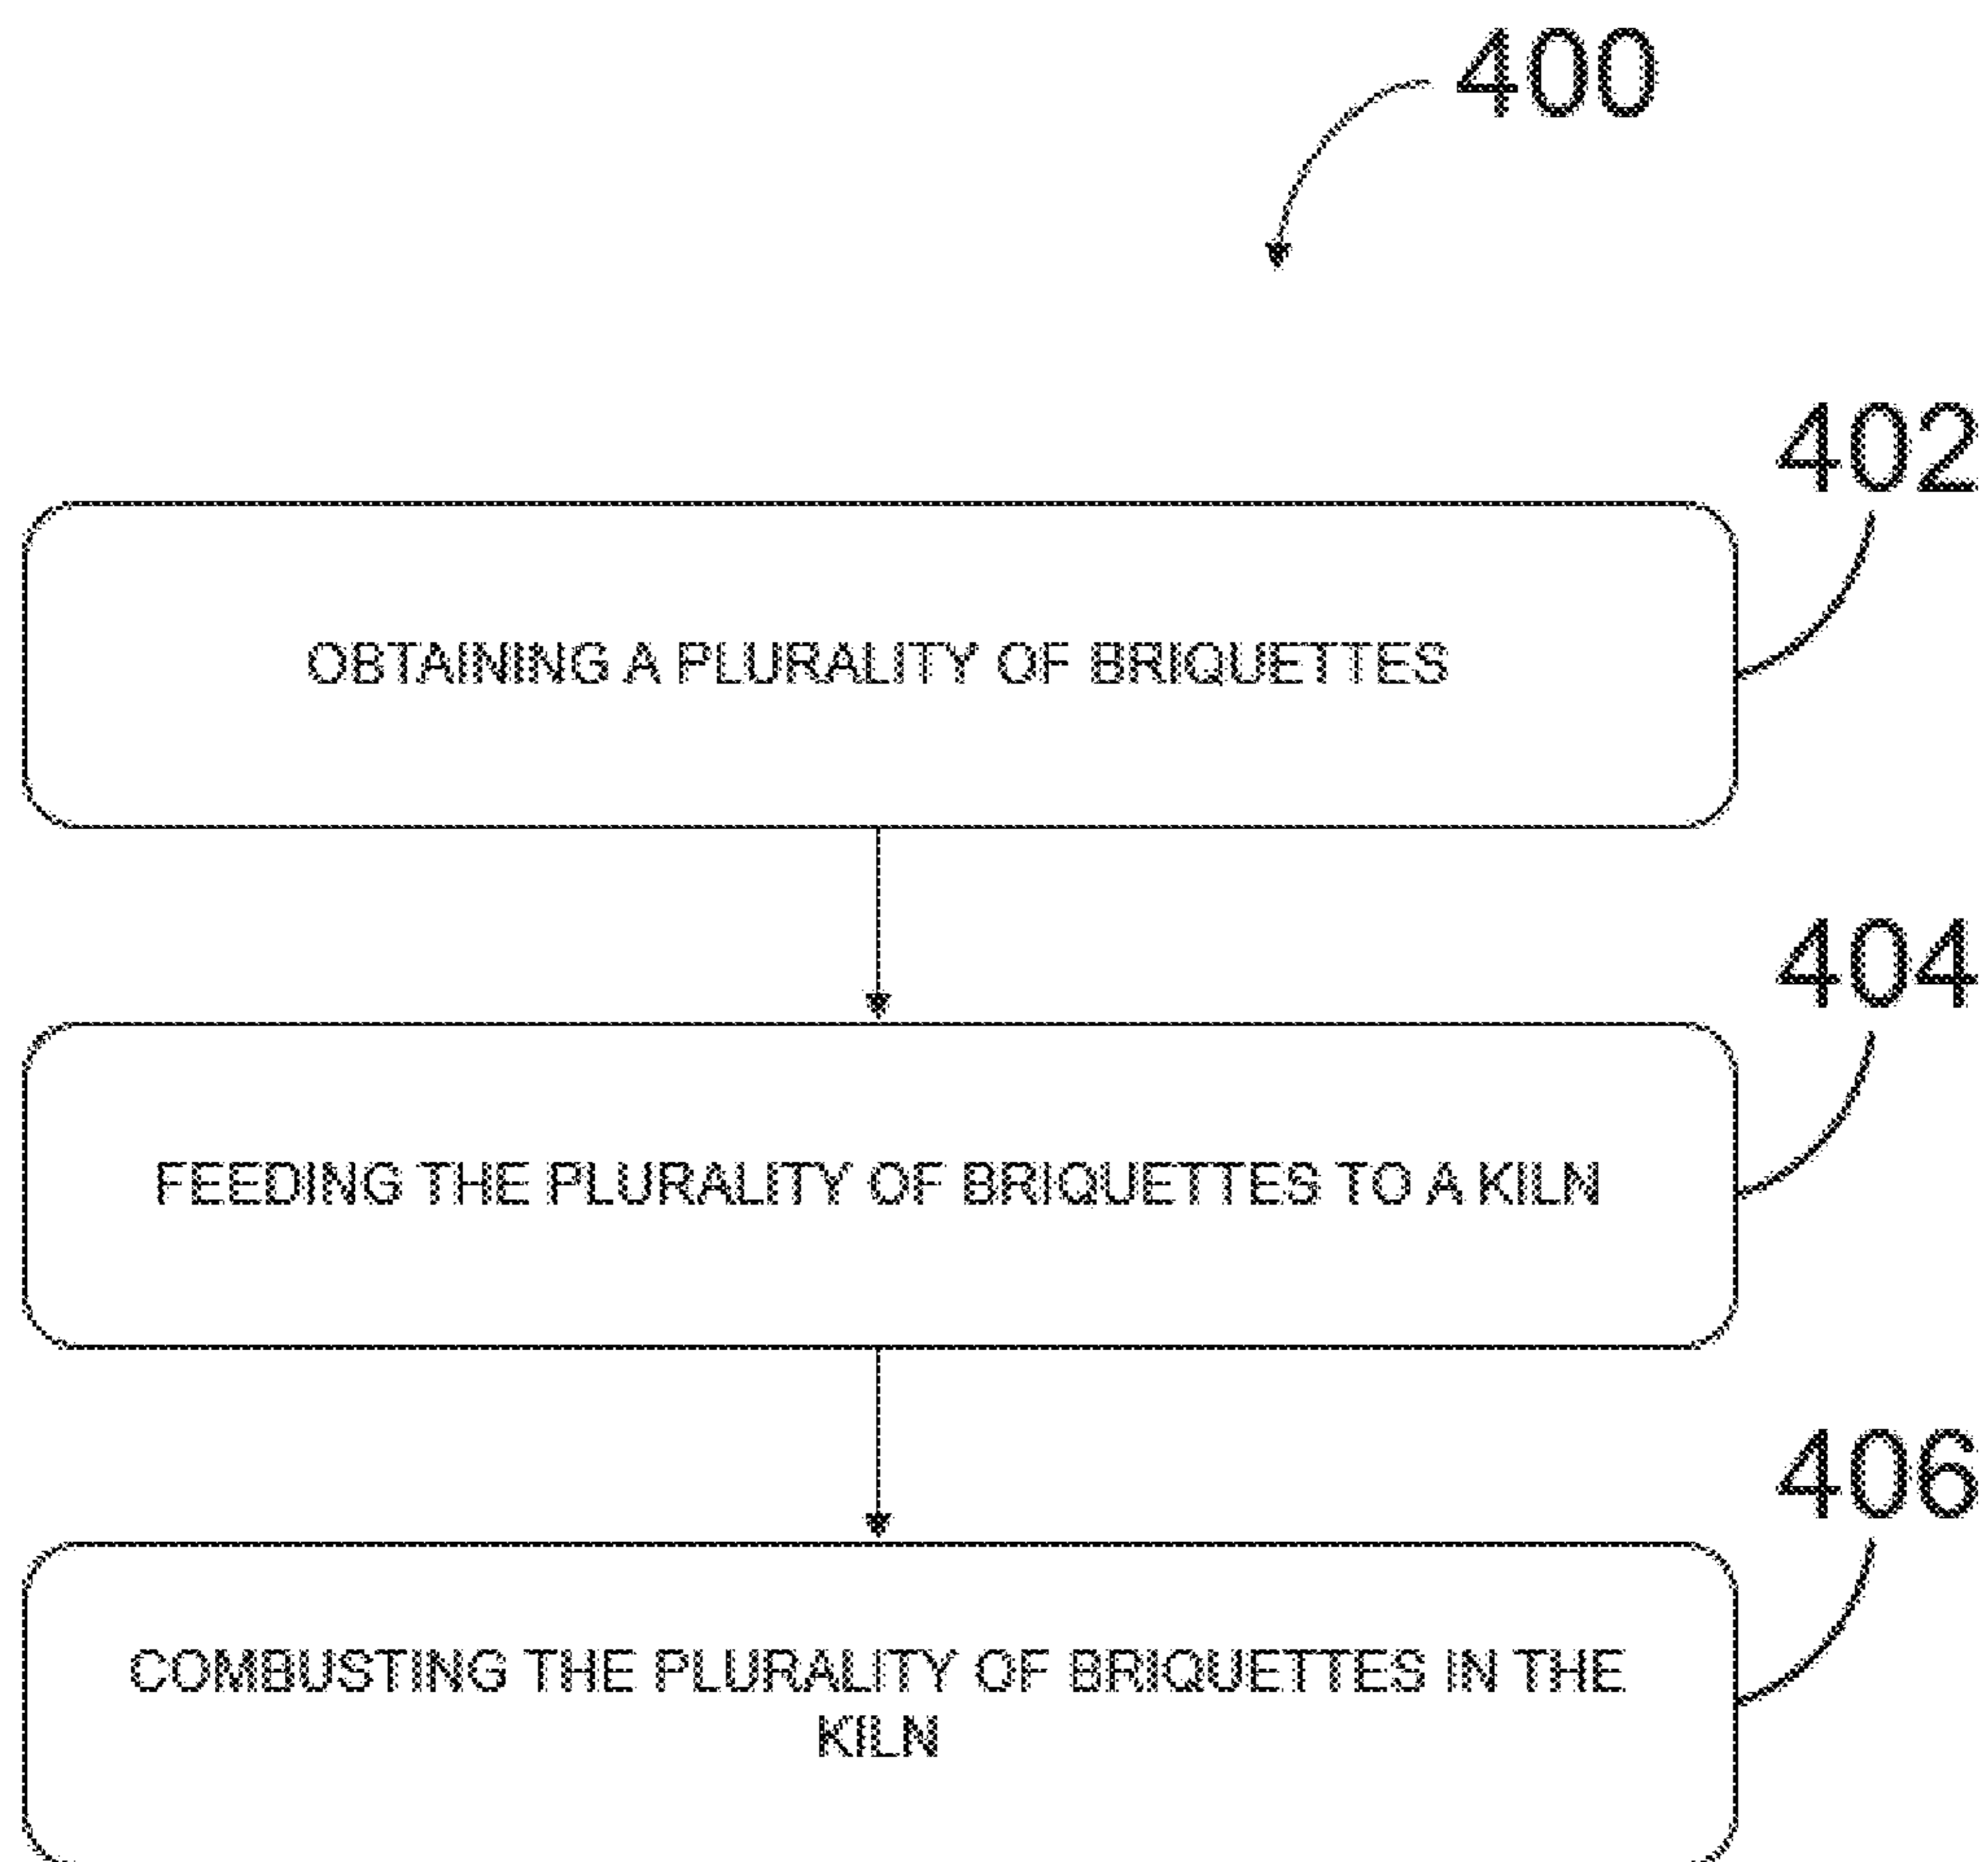 400
402
OBTAINING A PLURALITY OF BRIQUETTES
404
FEEDING THE PLURALITY OF BRIQUETTES TO A KILN
406
COMBUSTING THE PLURALITY OF BRIQUETTES IN THE
KILN